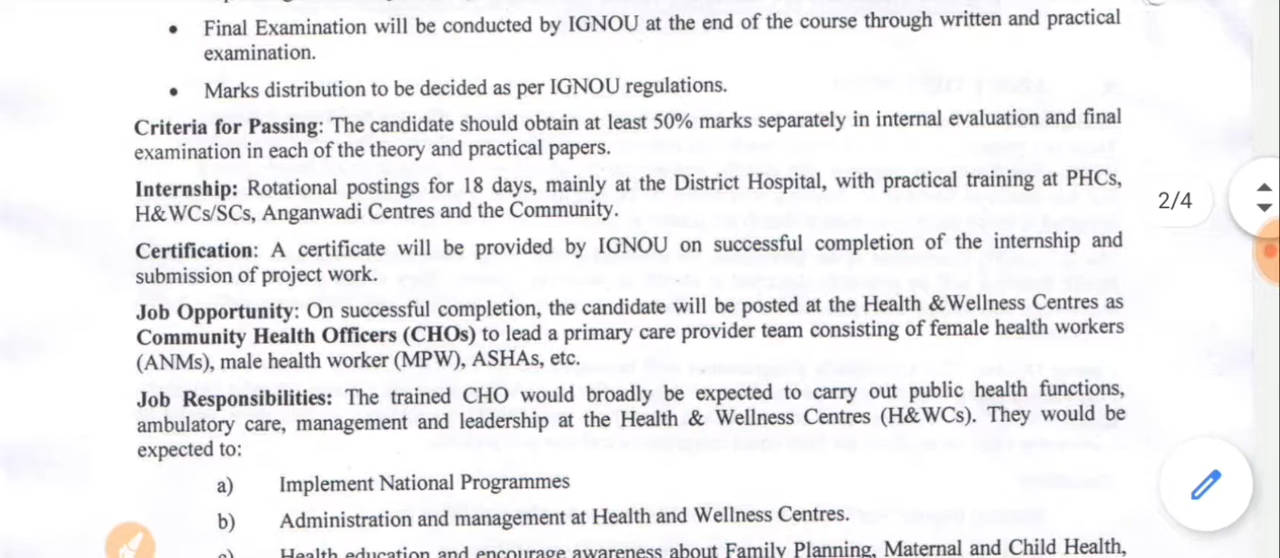 • Final Examination will be conducted by IGNOU at the end of the course through written and practical
examination.
• Marks distribution to be decided as per IGNOU regulations.
Criteria for Passing: The candidate should obtain at least 50% marks separately in internal evaluation and final
examination in each of the theory and practical papers.
Internship: Rotational postings for 18 days, mainly at the District Hospital, with practical training at PHCs,
H&WCs/SCs, Anganwadi Centres and the Community.
2/4
Certification: A certificate will be provided by IGNOU on successful completion of the internship and
submission of project work.
Job Opportunity: On successful completion, the candidate will be posted at the Health &Wellness Centres as
Community Health Officers (CHOs) to lead a primary care provider team consisting of female health workers
(ANMs), male health worker (MPW), ASHAs, etc.
Job Responsibilities: The trained CHO would broadly be expected to carry out public health functions,
ambulatory care, management and leadership at the Health & Wellness Centres (H&WCs). They would be
expected to:
a) Implement National Programmes
b) Administration and management at Health and Wellness Centres.
Health education and encourage awareness about Family Planning, Maternal and Child Health,